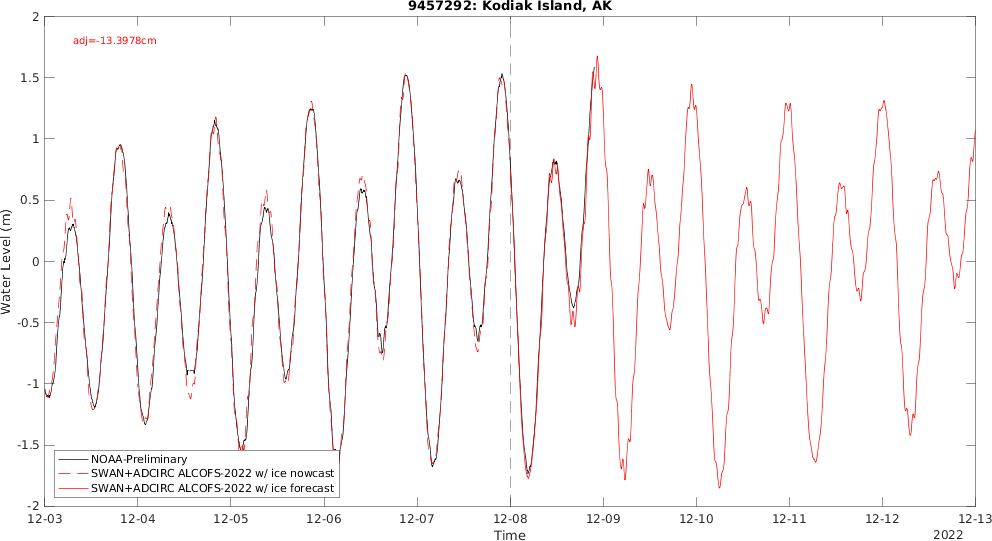 9457292: Kodiak Island, AK
adj=-13.3978cm
2
1.5
1
0.5
0
-0.5
-1
-1.5
-2
Water Level (m)
NOAA-Preliminary
SWAN+ADCIRC ALCOFS-2022 w/ ice nowcast
SWAN+ADCIRC ALCOFS-2022 w/ ice forecast
12-03 12-04 12-05 12-06 12-07 12-08 12-09 12-10 12-11 12-12 12-13
Time
2022